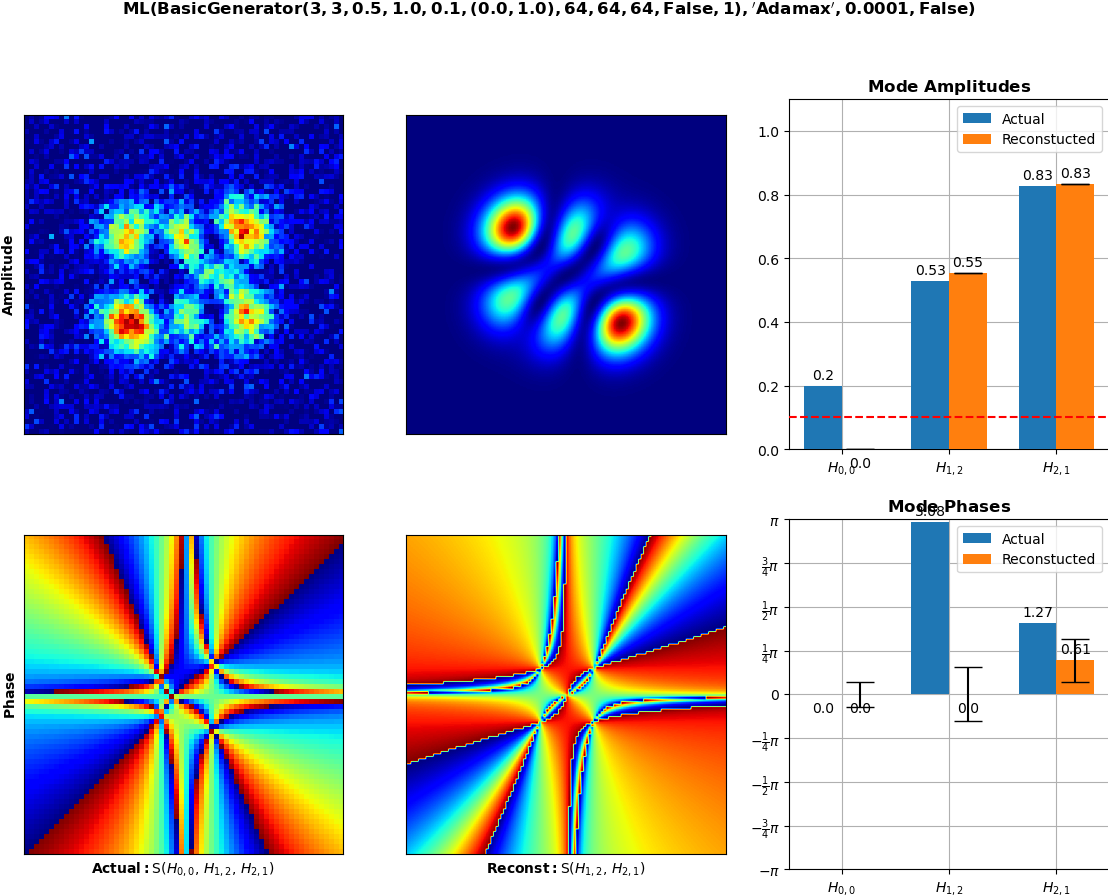 ML(BasicGenerator(3, 3, 0.5, 1.0, 0.1, (0.0, 1.0), 64, 64, 64, False, 1), ′Adamax′, 0.0001, False)
Amplitude
Mode Amplitudes
Actual
Reconstucted
1.0
0.8
0.6
0.4
0.2
0.0
0.2
0.0
0.53
0.55
0.83
0.83
H0,0
H1,2
H2,1
Phase
Actual: S(H0,0, H1,2, H2,1)
Reconst: S(H1,2, H2,1)
Mode Phases
Actual
Reconstucted
π
3/4π
1/2π
1/4π
0
−1/4π
−1/2π
−3/4π
−π
0.0
0.0
3.08
0.0
1.27
0.61
H0,0
H1,2
H2,1